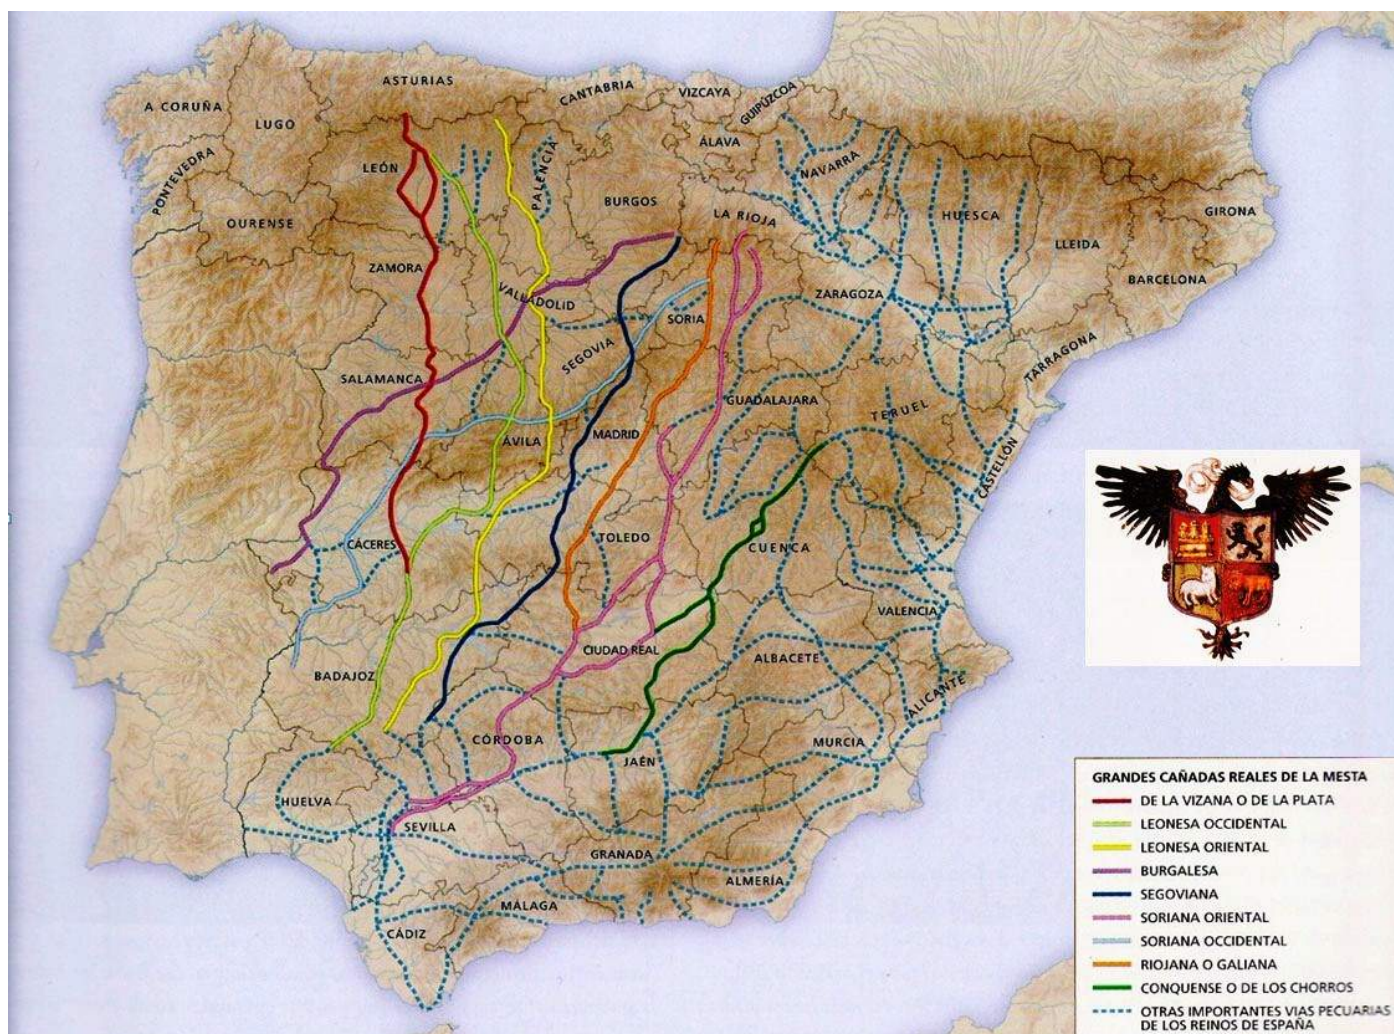 ASTURIAS
CANTABRIA
VIZCAYA
GUIPÚZCOA
A CORUÑA
LUGO
ÁLAVA
NAVARRA
LEÓN
PALENCIA
PONTEVEDRA
OURENSE
BURGOS
LA RIOJA
HUESCA
GIRONA
LLEIDA
BARCELONA
ZAMORA
VALLADOLID
ZARAGOZA
SORIA
SEGOVIA
TARRAGONA
SALAMANCA
GUADALAJARA
TERUEL
ÁVILA
MADRID
CASTELLÓN
CÁCERES
TOLEDO
CUENCA
VALENCIA
CIUDAD REAL
ALBACETE
BADAJOZ
ALICANTE
CÓRDOBA
MURCIA
JAÉN
HUELVA
SEVILLA
GRANADA
ALMERÍA
MÁLAGA
CÁDIZ
GRANDES CAÑADAS REALES DE LA MESTA
DE LA VIZANA O DE LA PLATA
LEONESA OCCIDENTAL
LEONESA ORIENTAL
BURGALESA
SEGOVIANA
SORIANA ORIENTAL
SORIANA OCCIDENTAL
RIOJANA O GALIANA
CONQUENSE O DE LOS CHORROS
OTRAS IMPORTANTES VIAS PECUARIAS
DE LOS REINOS DE ESPAÑA